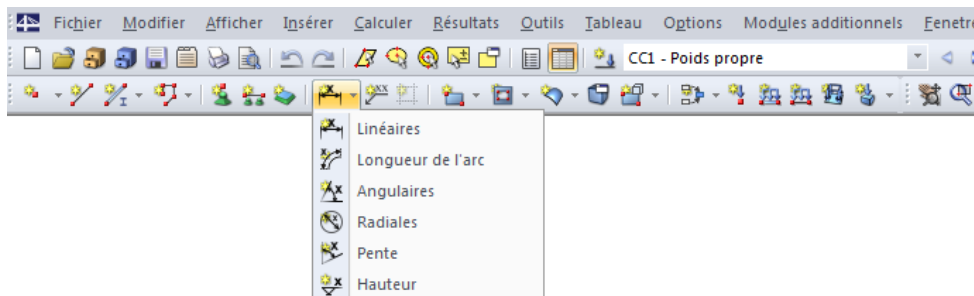 Fichier Modifier Afficher Insérer Calculer Résultats Outils Tableau Options Modules additionnels Fenetre
CC1 - Poids propre
Linéaires
Longueur de l'arc
Angulaires
Radiales
Pente
Hauteur